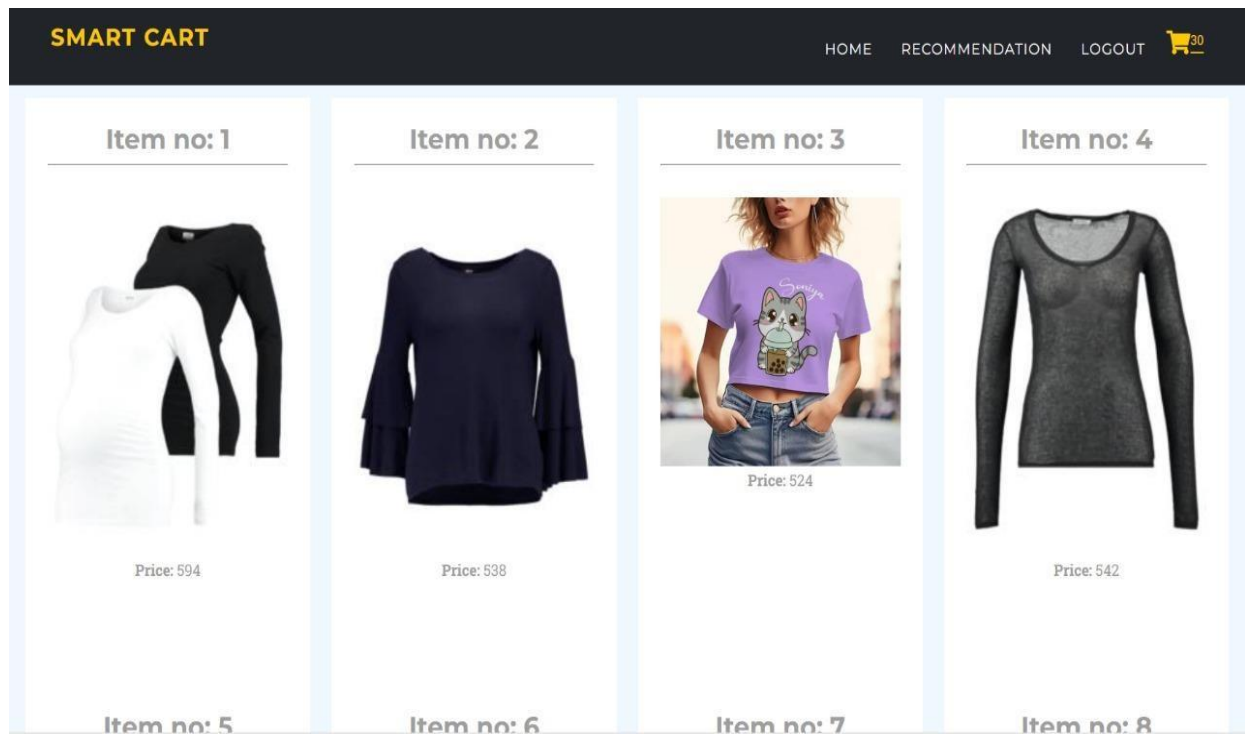 SMART CART
HOME RECOMMENDATION LOGOUT 30
Item no: 1
Item no: 2
Item no: 3
Item no: 4
Price: 594
Price: 538
Price: 524
Price: 542
Item no: 5
Item no: 6
Item no: 7
Item no: 8